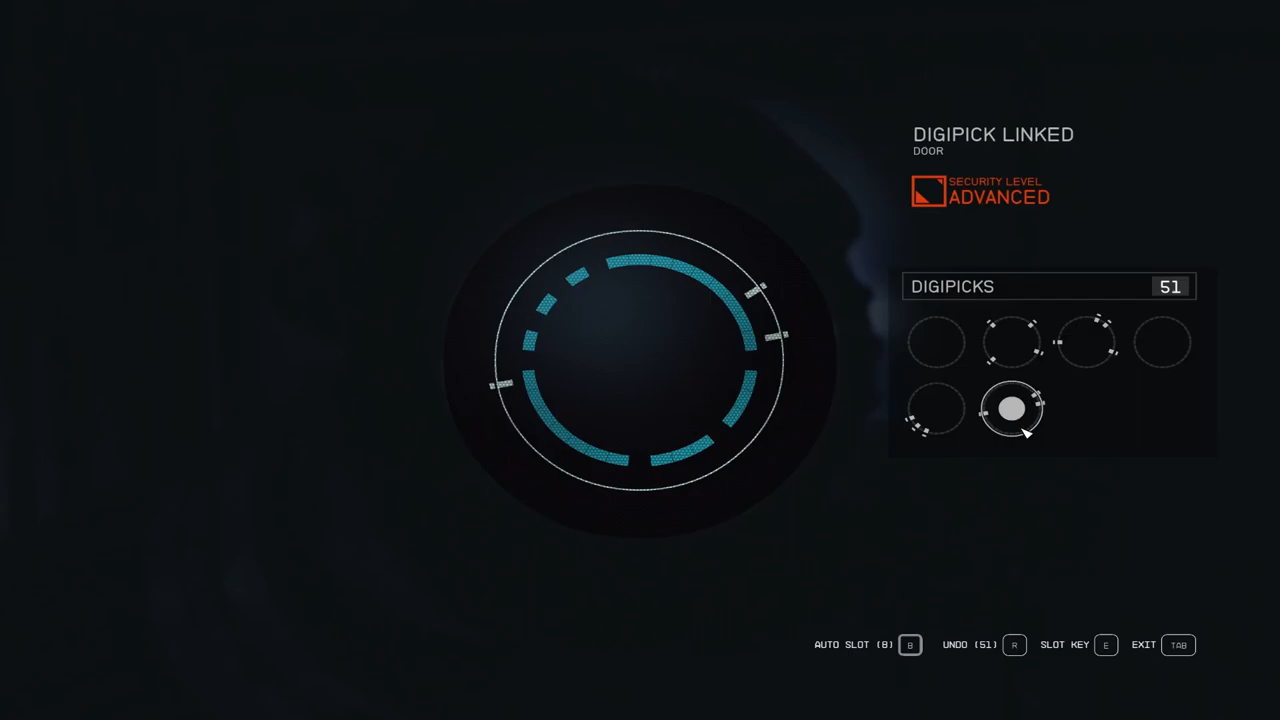 DIGIPICK LINKED
DOOR
SECURITY LEVEL
ADVANCED
DIGIPICKS 51
AUTO SLOT (8) B UNDO (51) R SLOT KEY E EXIT TAB